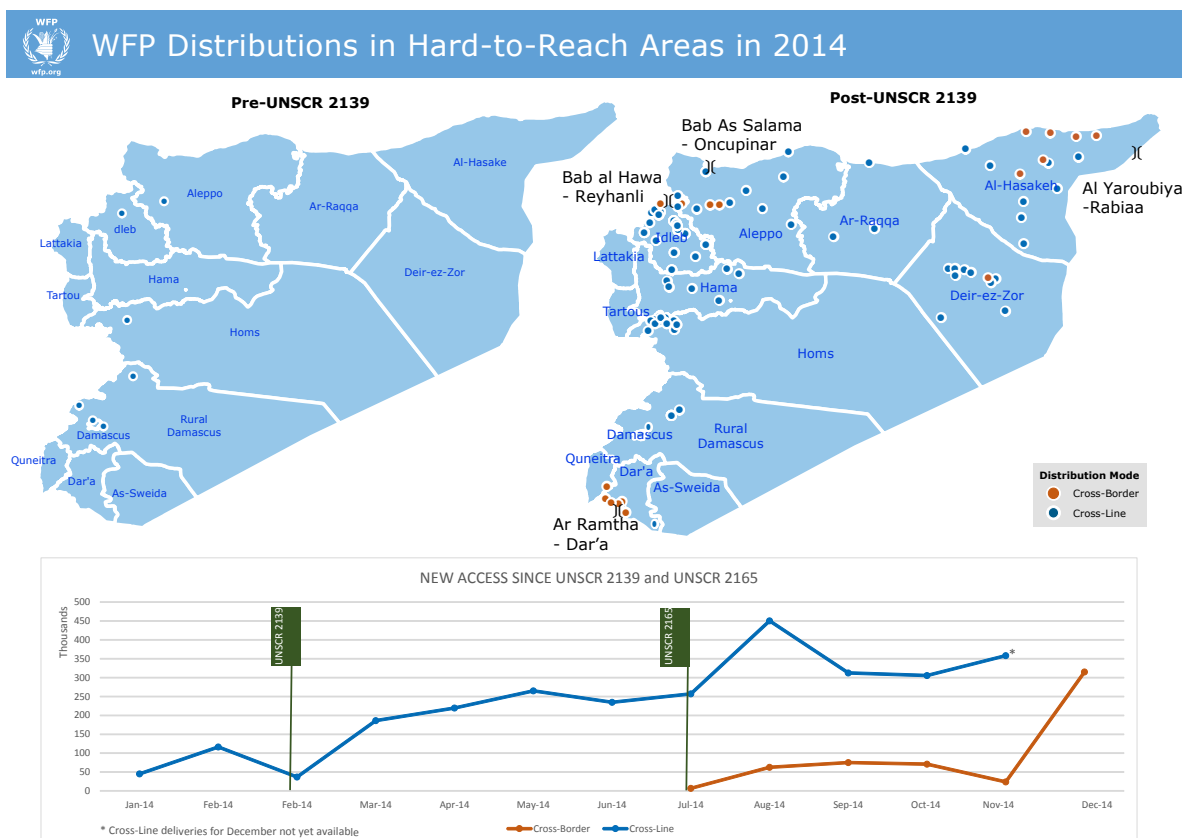 WFP
wfp.org
WFP Distributions in Hard-to-Reach Areas in 2014
Pre-UNSCR 2139
Al-Hasake
Aleppo
Ar-Raqqa
dleb
Lattakia
Deir-ez-Zor
Hama
Tartou
Homs
Rural
Damascus
Damascus
Quneitra
Dar'a
As-Sweida
Post-UNSCR 2139
Bab As Salama
- Oncupinar
Bab al Hawa
- Reyhanli
Al Yaroubiya
-Rabiaa
Al-Hasakeh
Ar-Raqqa
Aleppo
Idleb
Lattakia
Hama
Deir-ez-Zor
Tartous
Homs
Rural
Damascus
Damascus
Quneitra
Dar'a
As-Sweida
Ar Ramtha
- Dar’a
Distribution Mode
Cross-Border
Cross-Line
NEW ACCESS SINCE UNSCR 2139 and UNSCR 2165
Thousands
500
450
400
350
300
250
200
150
100
50
0
UNSCR 2139
UNSCR 2165
*
Jan-14 Feb-14 Feb-14 Mar-14 Apr-14 May-14 Jun-14 Jul-14 Aug-14 Sep-14 Oct-14 Nov-14 Dec-14
* Cross-Line deliveries for December not yet available
Cross-Border Cross-Line